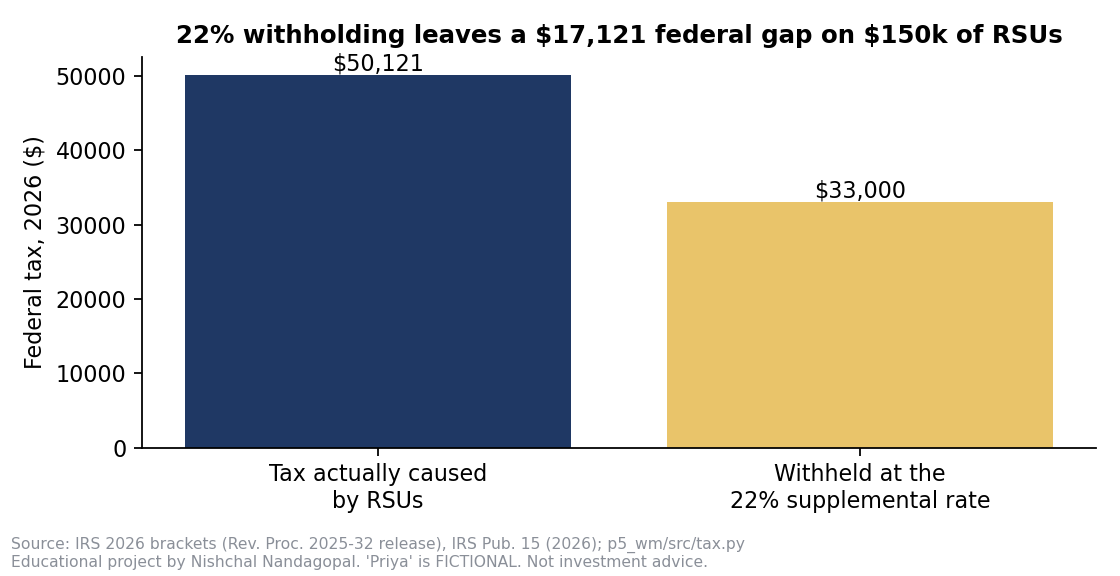 22% withholding leaves a $17,121 federal gap on $150k of RSUs
$50,121
$33,000
Federal tax, 2026 ($)
50000
40000
30000
20000
10000
0
Tax actually caused
by RSUs
Withheld at the
22% supplemental rate
Source: IRS 2026 brackets (Rev. Proc. 2025-32 release), IRS Pub. 15 (2026); p5_wm/src/tax.py
Educational project by Nishchal Nandagopal. 'Priya' is FICTIONAL. Not investment advice.